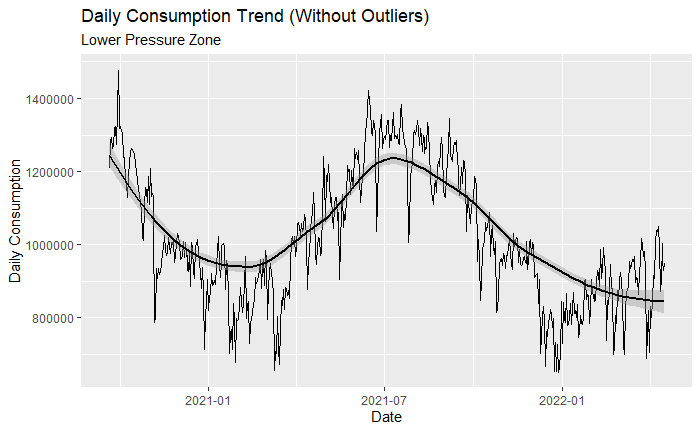 Daily Consumption Trend (Without Outliers)
Lower Pressure Zone
1400000
1200000
1000000
800000
Daily Consumption
2021-01
2021-07
2022-01
Date